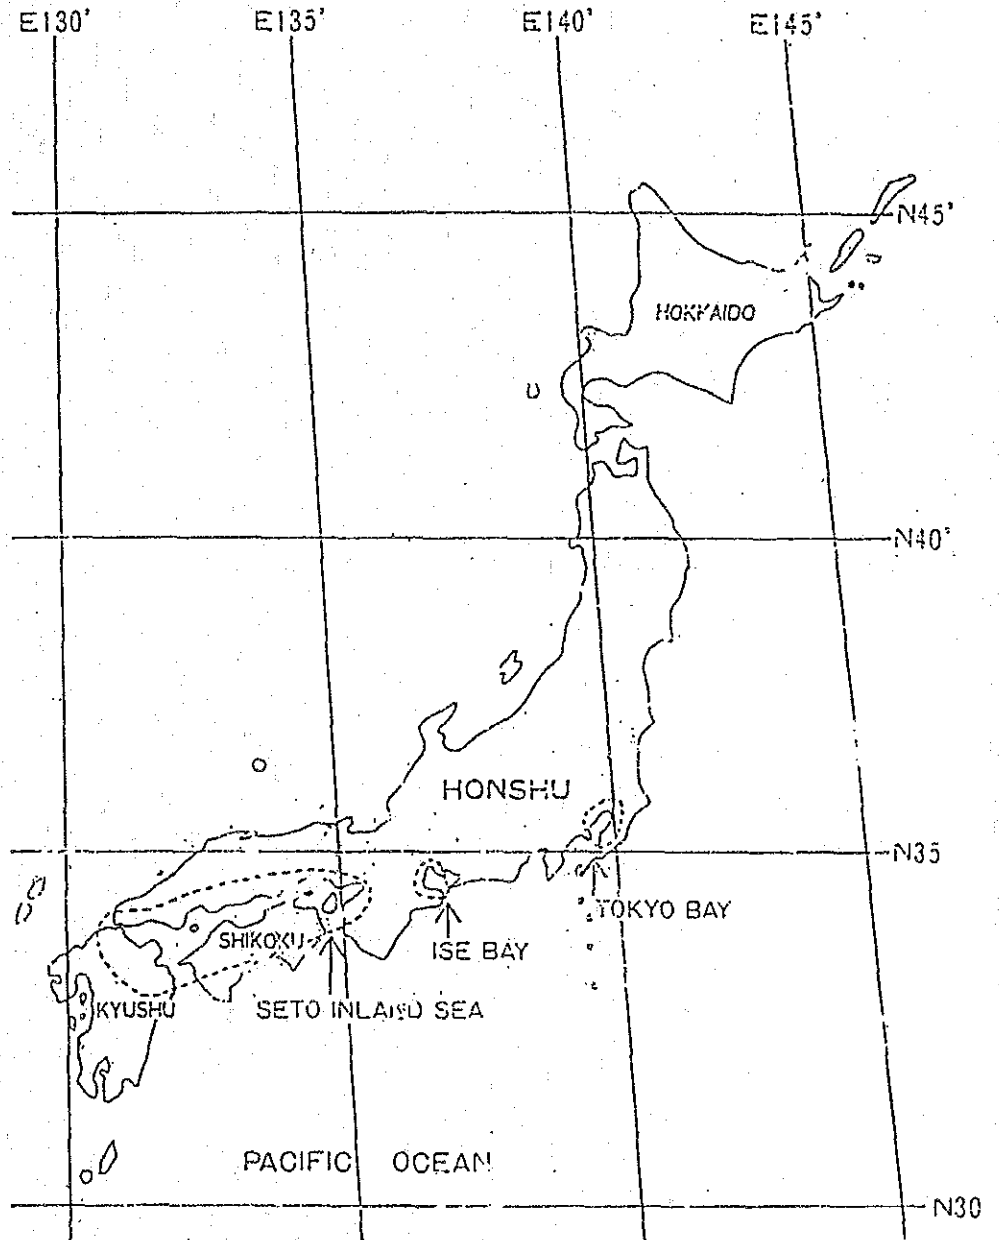 E130' E135' E140' E145'
N45'
HOKKAIDO
N40'
HONSHU
N35
TOKYO BAY
SHIKOKU
ISE BAY
KYUSHU
SETO INLAND SEA
PACIFIC OCEAN
N30